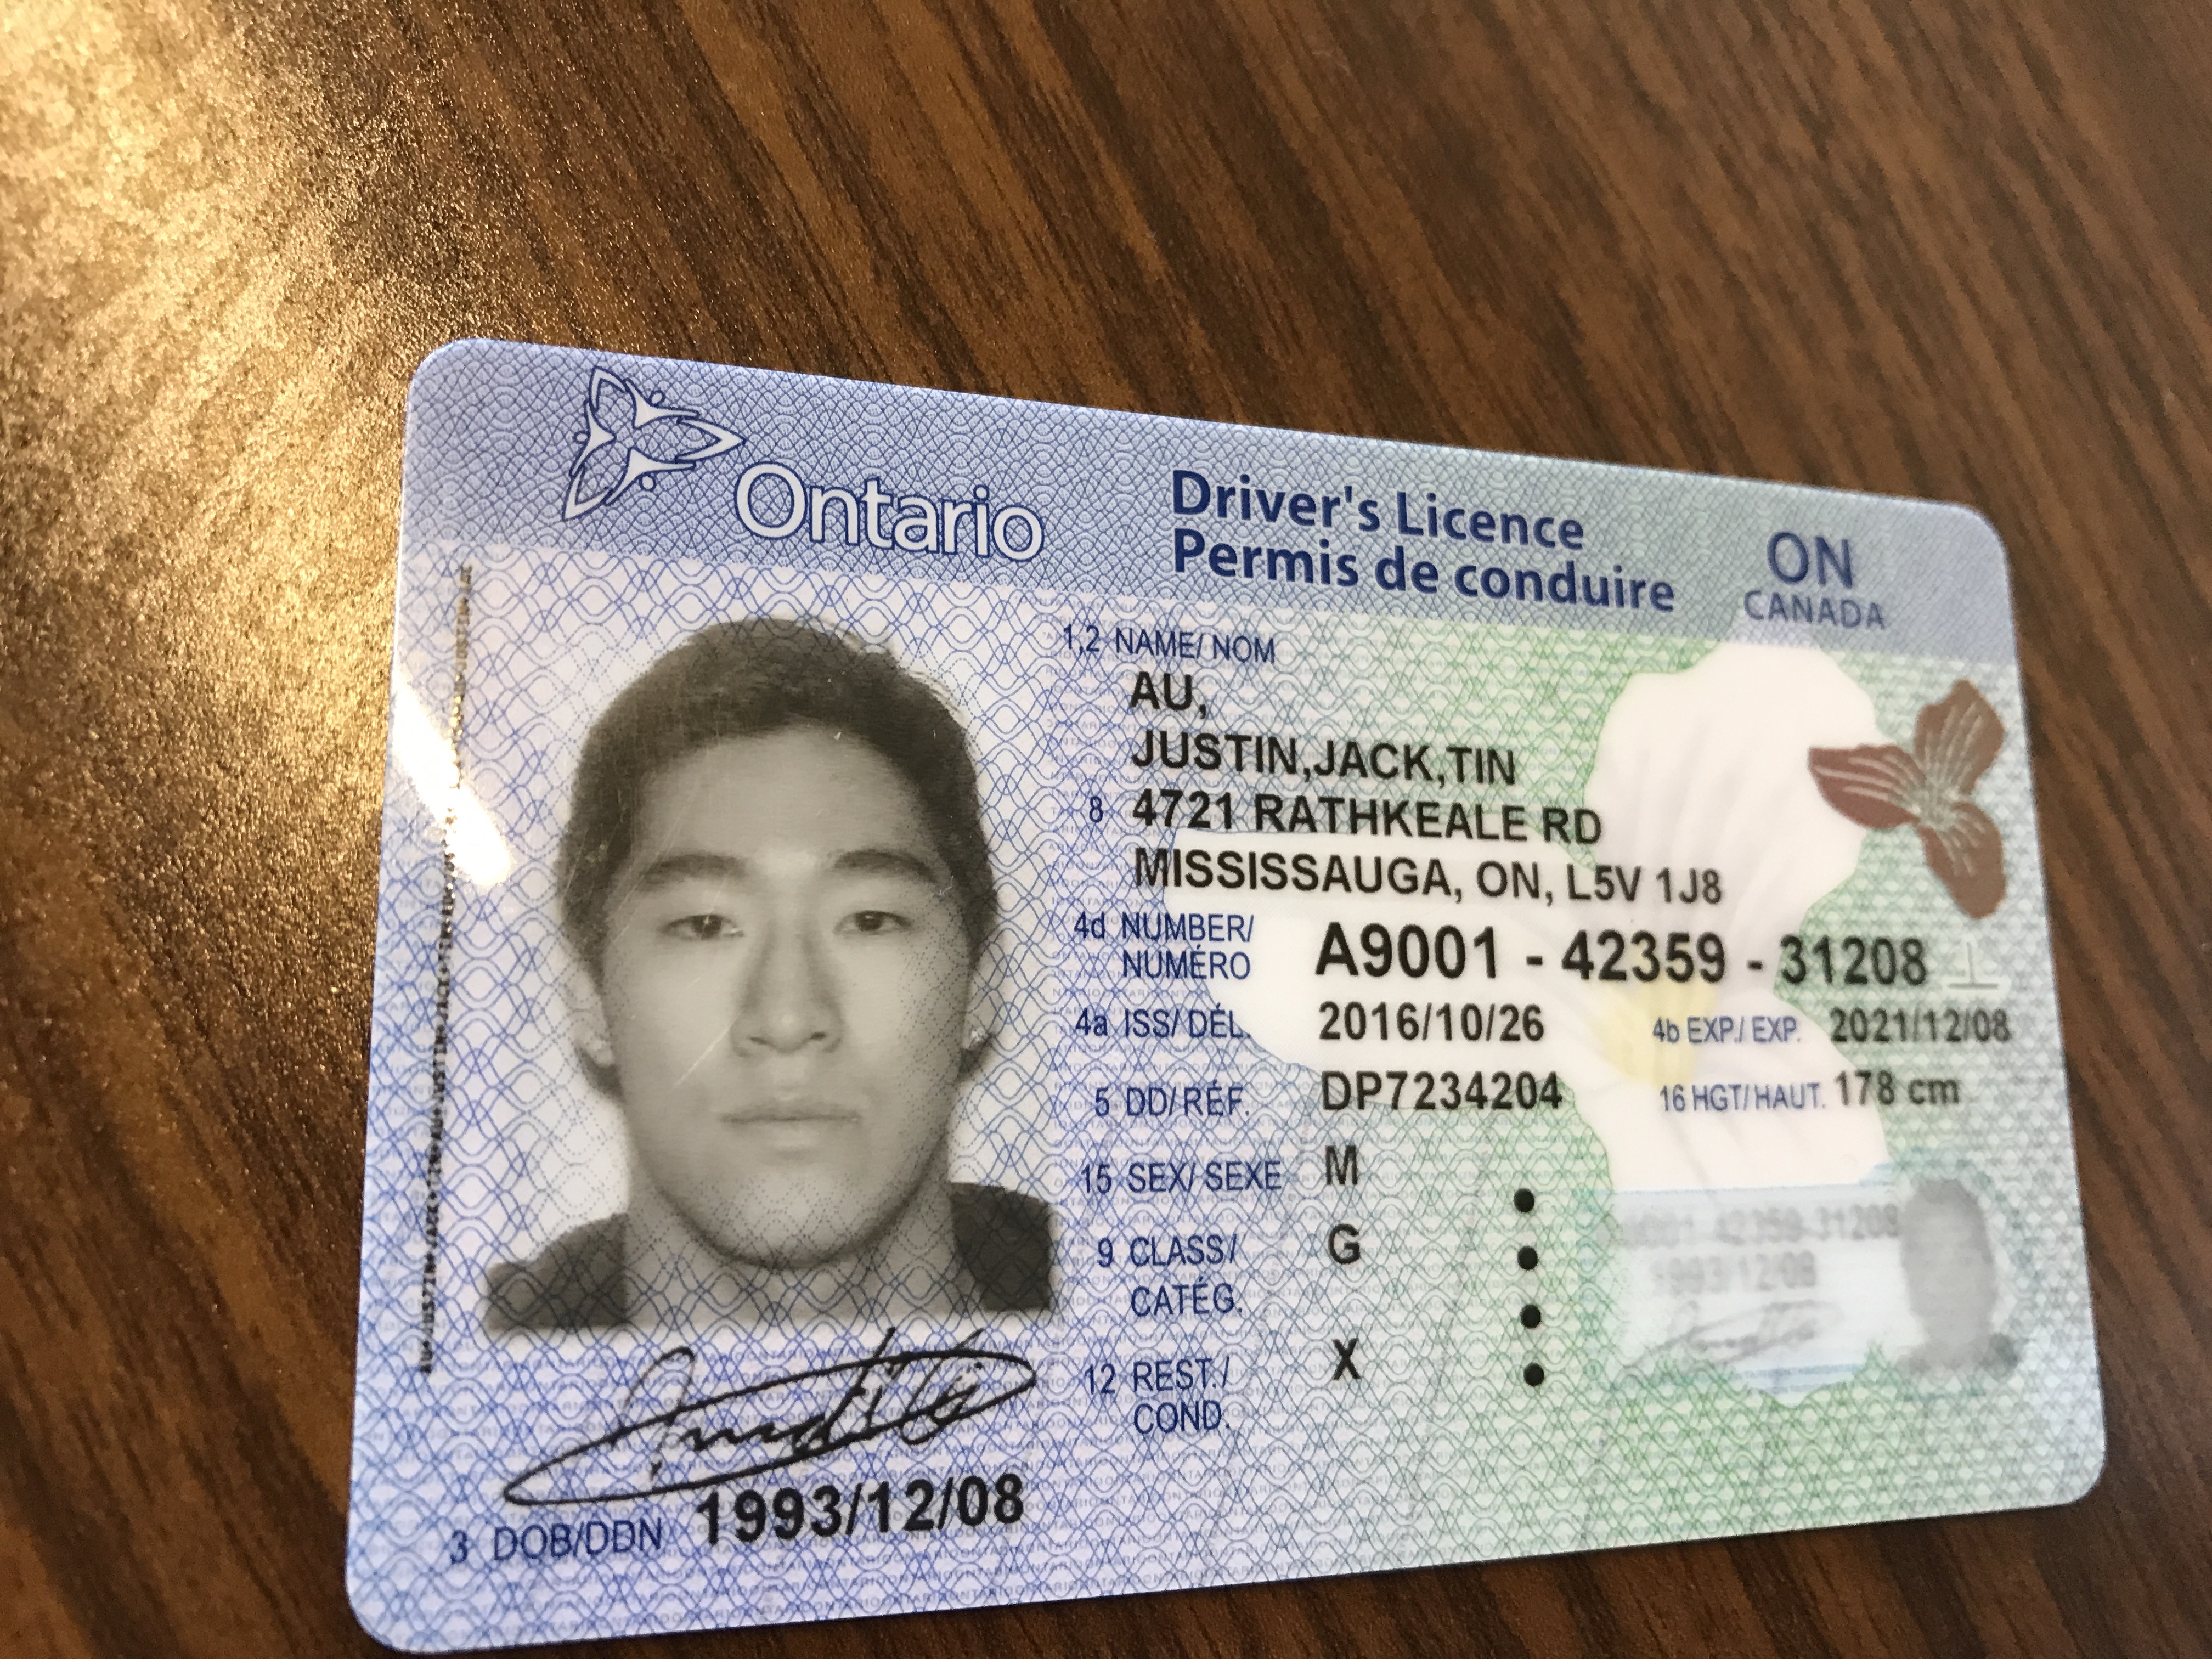 Ontario
Driver's Licence
Permis de conduire
ON
CANADA
1,2 NAME/ NOM
AU,
JUSTIN,JACK,TIN
8 4721 RATHKEALE RD
MISSISSAUGA, ON, L5V 1J8
4d NUMBER/ NUMÉRO A9001 - 42359 - 31208
4a ISS/ DÉL. 2016/10/26 4b EXP./ EXP. 2021/12/08
5 DD/ RÉF. DP7234204 16 HGT/ HAUT. 178 cm
15 SEX/ SEXE M
9 CLASS/ CATÉG. G
12 REST./ COND. X
3 DOB/DDN 1993/12/08
42359-31208
1993/12/08